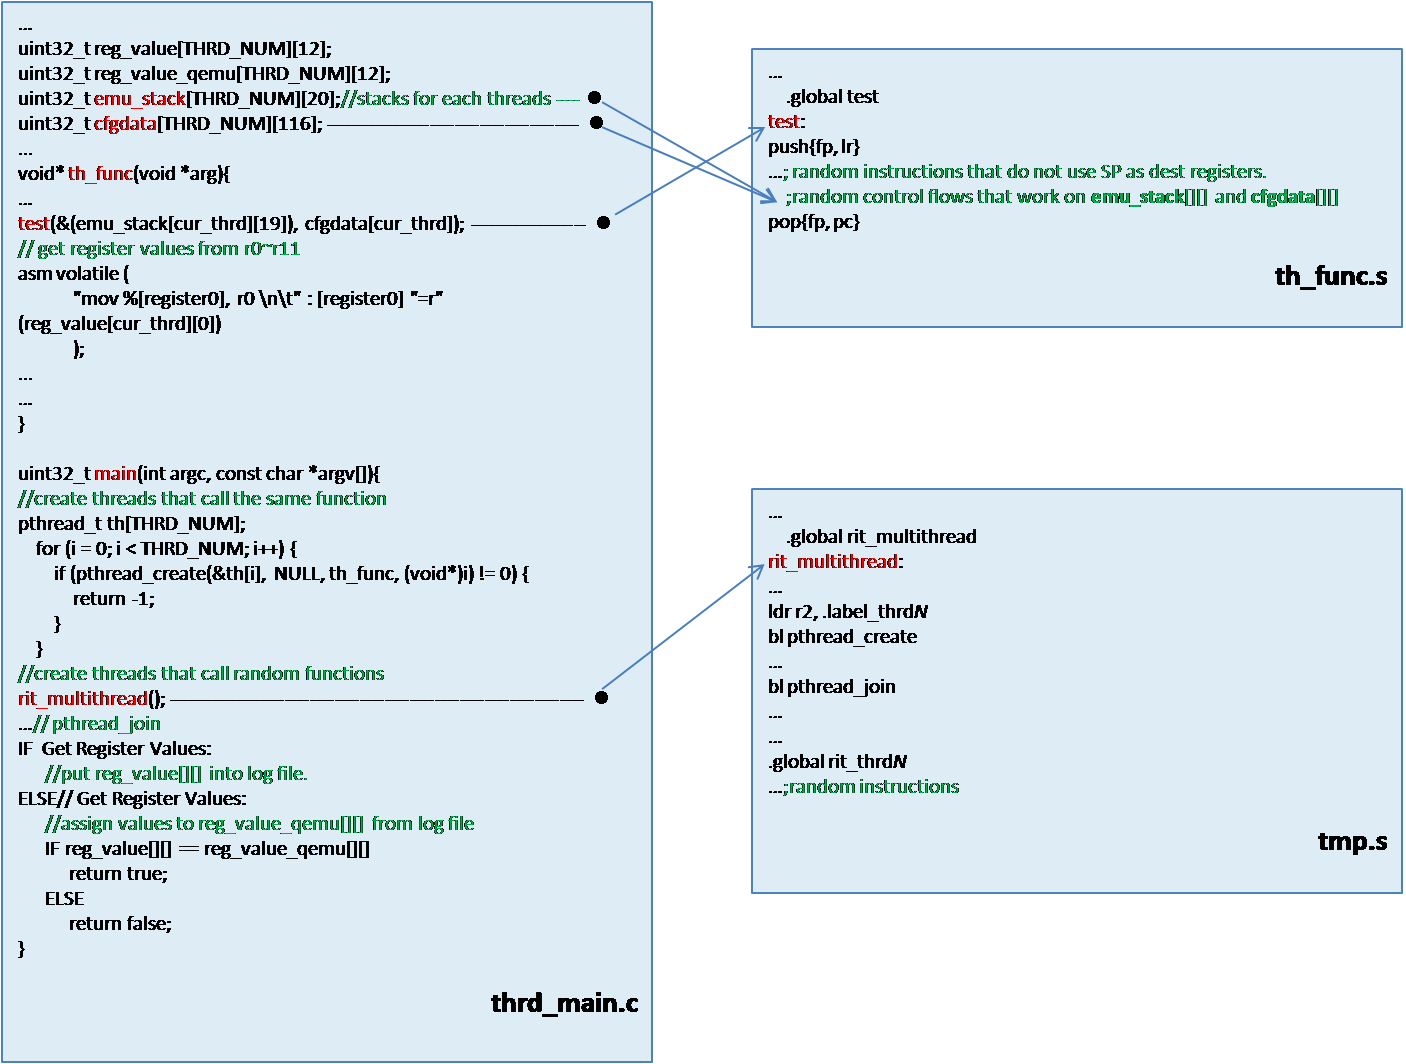 ...
uint32_t reg_value[THRD_NUM][12];
uint32_t reg_value_qemu[THRD_NUM][12];
uint32_t emu_stack[THRD_NUM][20];//stacks for each threads ----
uint32_t cfgdata[THRD_NUM][116]; ------------------------------------------
...
void* th_func(void *arg){
...
test(&(emu_stack[cur_thrd][19]), cfgdata[cur_thrd]); -------------------
// get register values from r0~r11
asm volatile (
"mov %[register0], r0 \n\t" : [register0] "=r"
(reg_value[cur_thrd][0])
);
...
...
}
uint32_t main(int argc, const char *argv[]){
//create threads that call the same function
pthread_t th[THRD_NUM];
for (i = 0; i < THRD_NUM; i++) {
if (pthread_create(&th[i], NULL, th_func, (void*)i) != 0) {
return -1;
}
}
//create threads that call random functions
rit_multithread(); ----------------------------------------------------------------------
...// pthread_join
IF Get Register Values:
//put reg_value[][] into log file.
ELSE// Get Register Values:
//assign values to reg_value_qemu[][] from log file
IF reg_value[][] == reg_value_qemu[][]
return true;
ELSE
return false;
}
thrd_main.c
...
.global test
test:
push{fp, lr}
...; random instructions that do not use SP as dest registers.
;random control flows that work on emu_stack[][] and cfgdata[][]
pop{fp, pc}
th_func.s
...
.global rit_multithread
rit_multithread:
...
ldr r2, .label_thrdN
bl pthread_create
...
bl pthread_join
...
...
.global rit_thrdN
...;random instructions
tmp.s